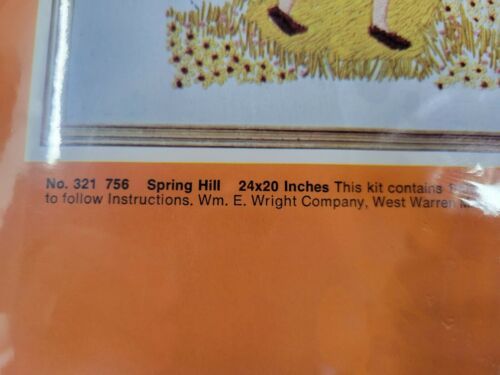 No. 321 756 Spring Hill 24x20 Inches This kit contains
to follow Instructions. Wm. E. Wright Company, West Warren